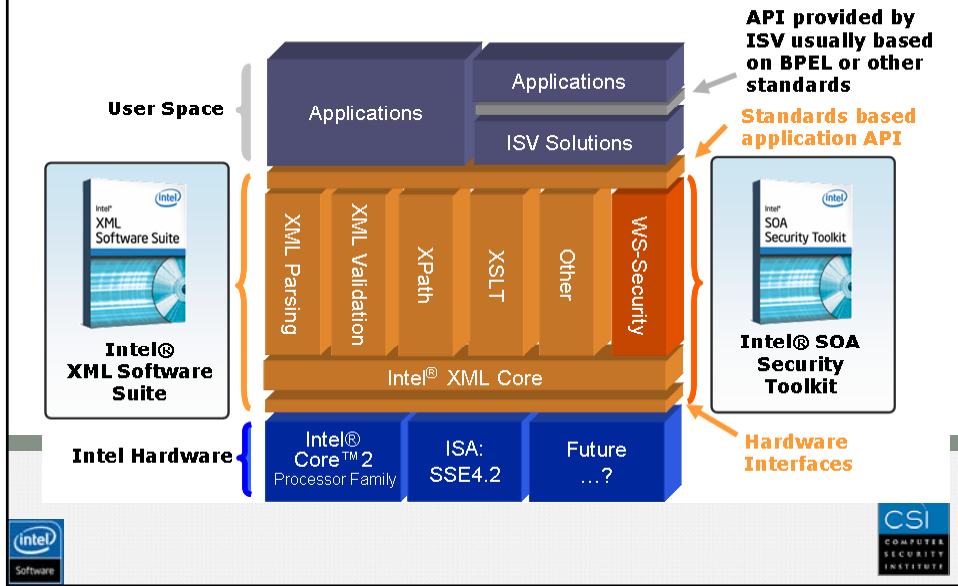 API provided by
ISV usually based
on BPEL or other
standards
User Space
Applications
Applications
ISV Solutions
Standards based
application API
intel
Intel®
XML
Software Suite
Intel®
XML Software
Suite
XML Parsing
XML Validation
XPath
XSLT
Other
WS-Security
Intel® XML Core
intel
Intel®
SOA
Security Toolkit
Intel® SOA
Security
Toolkit
Intel Hardware
Intel®
Core™2
Processor Family
ISA:
SSE4.2
Future
...?
Hardware
Interfaces
intel
Software
CSI
COMPUTER
SECURITY
INSTITUTE